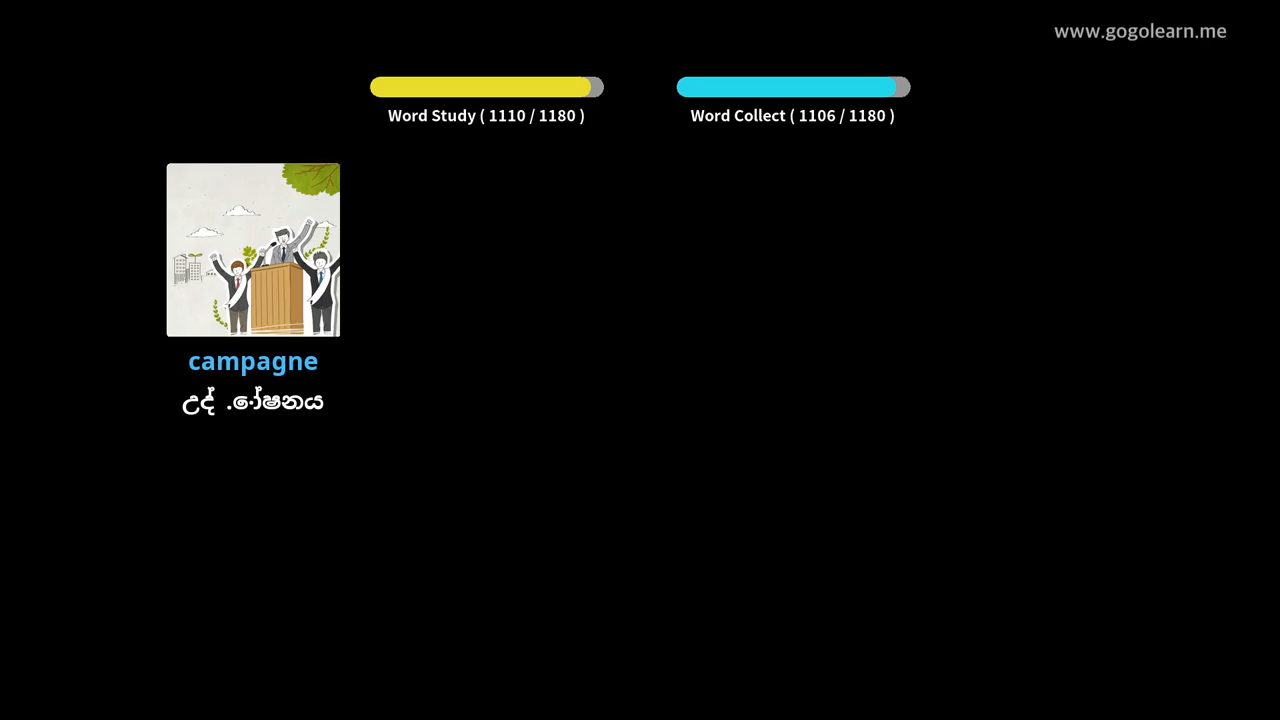 www.gogolearn.me
Word Study ( 1110 / 1180 )
Word Collect ( 1106 / 1180 )
campagne
උද් .ෝෂනය